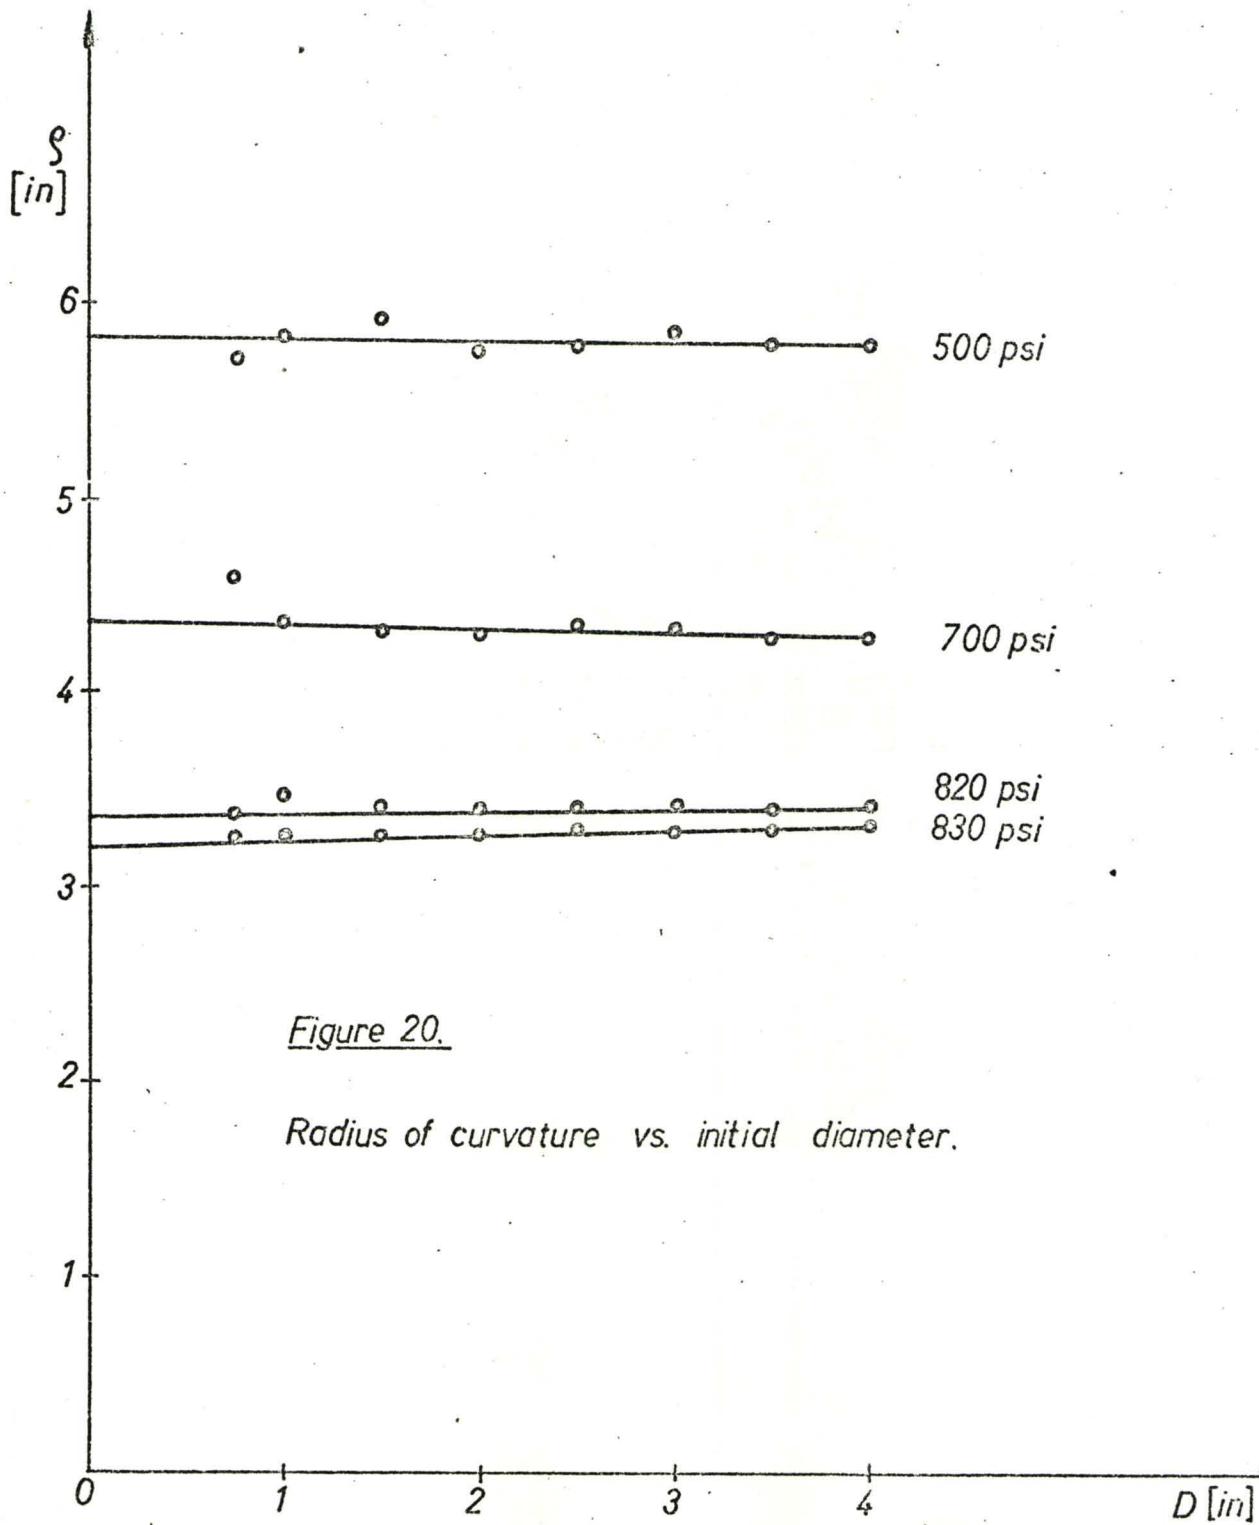 ρ
[in]
6
5
4
3
2
1
0
1
2
3
4
D [in]
500 psi
700 psi
820 psi
830 psi
Figure 20.
Radius of curvature vs. initial diameter.